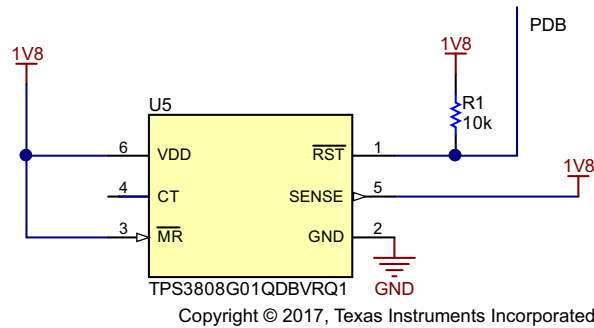 PDB
1V8
1V8
U5
R1
10k
6 VDD
RST 1
1V8
4 CT
SENSE 5
3 MR
GND 2
TPS3808G01QDBVRQ1
GND
Copyright © 2017, Texas Instruments Incorporated